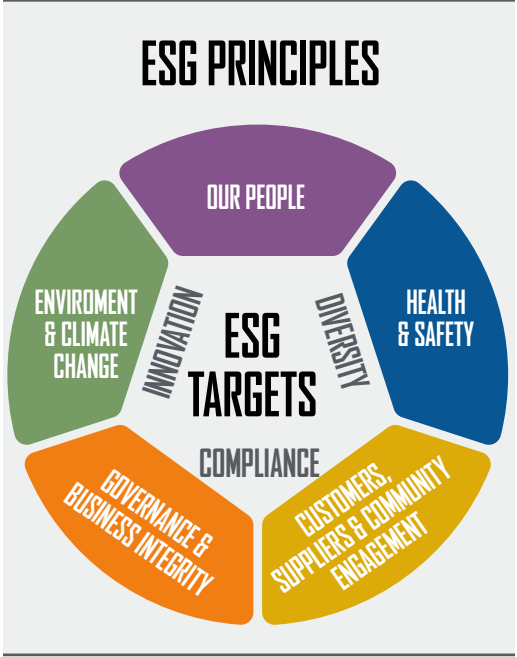 ESG PRINCIPLES
OUR PEOPLE
ENVIROMENT
& CLIMATE
CHANGE
INNOVATION
ESG
TARGETS
DIVERSITY
HEALTH
& SAFETY
COMPLIANCE
GOVERNANCE &
BUSINESS INTEGRITY
CUSTOMERS,
SUPPLIERS & COMMUNITY
ENGAGEMENT